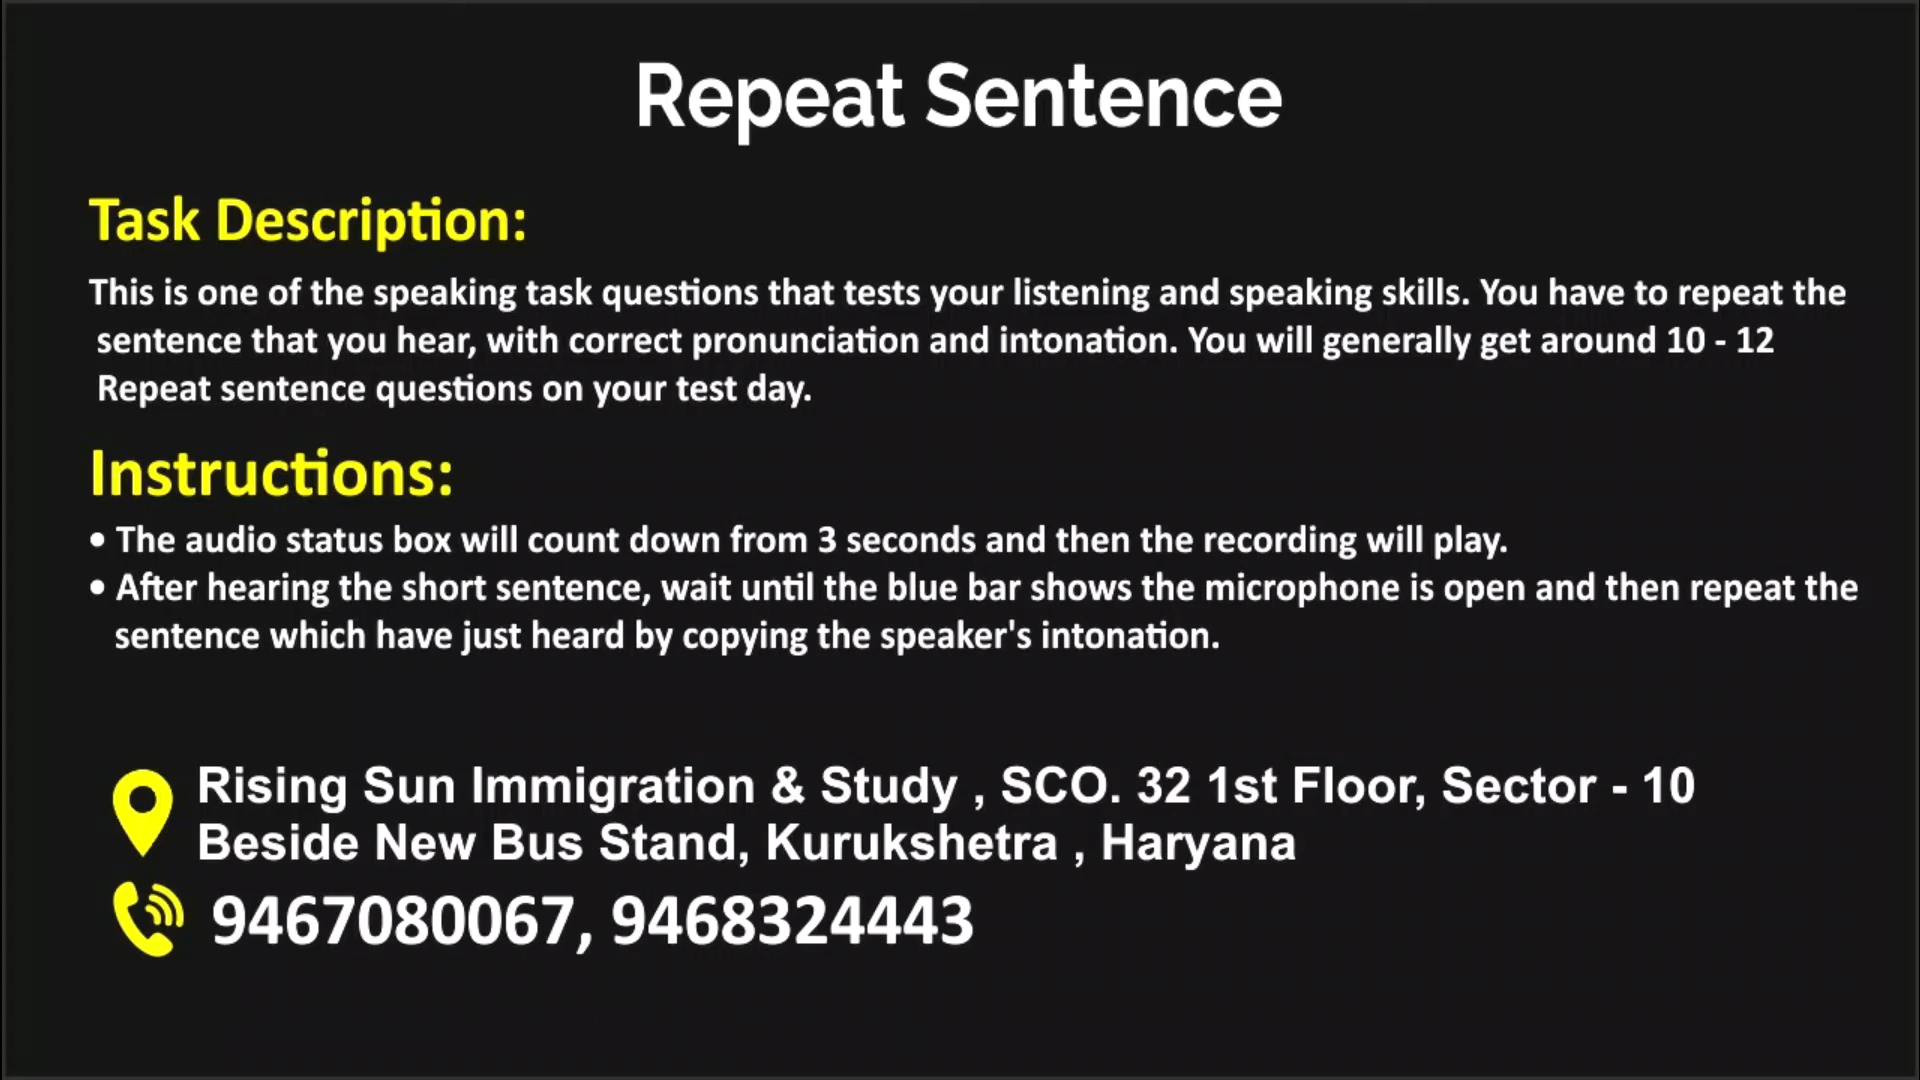 Repeat Sentence
Task Description:
This is one of the speaking task questions that tests your listening and speaking skills. You have to repeat the
sentence that you hear, with correct pronunciation and intonation. You will generally get around 10 - 12
Repeat sentence questions on your test day.
Instructions:
• The audio status box will count down from 3 seconds and then the recording will play.
• After hearing the short sentence, wait until the blue bar shows the microphone is open and then repeat the
sentence which have just heard by copying the speaker's intonation.
Rising Sun Immigration & Study , SCO. 32 1st Floor, Sector - 10
Beside New Bus Stand, Kurukshetra , Haryana
9467080067, 9468324443